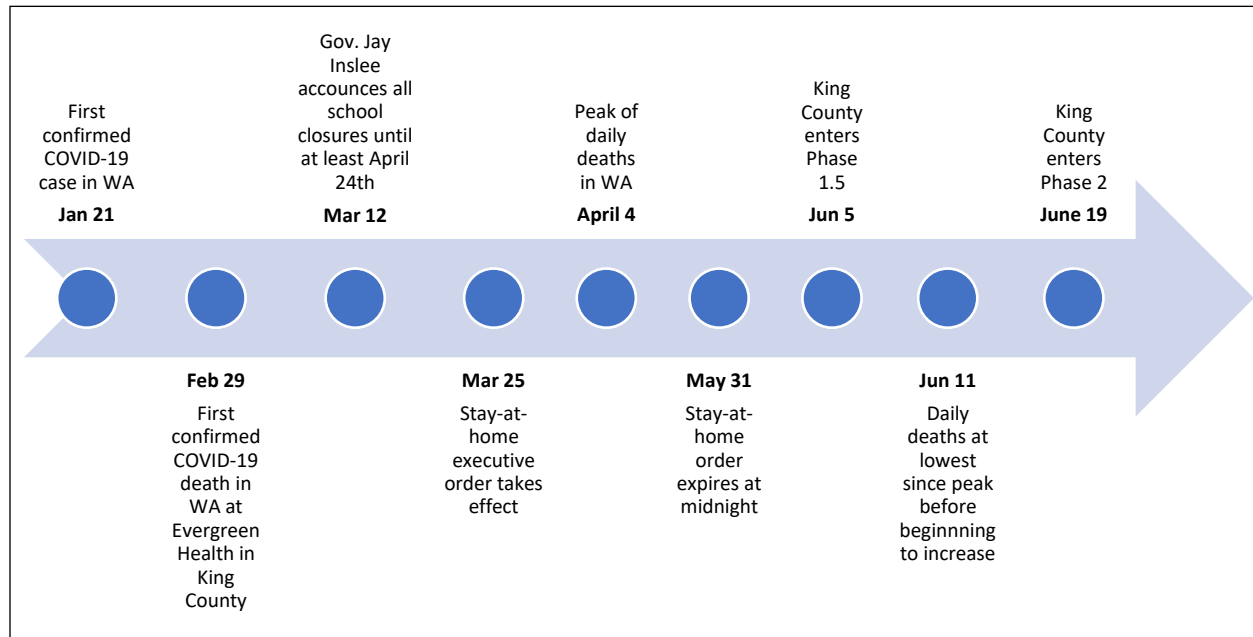 First
confirmed
COVID-19
case in WA
Jan 21
Feb 29
First
confirmed
COVID-19
death in
WA at
Evergreen
Health in
King
County
Gov. Jay
Inslee
accounces all
school
closures until
at least April
24th
Mar 12
Mar 25
Stay-at-
home
executive
order takes
effect
Peak of
daily
deaths
in WA
April 4
May 31
Stay-at-
home
order
expires at
midnight
King
County
enters
Phase
1.5
Jun 5
Jun 11
Daily
deaths at
lowest
since peak
before
beginnning
to increase
King
County
enters
Phase 2
June 19